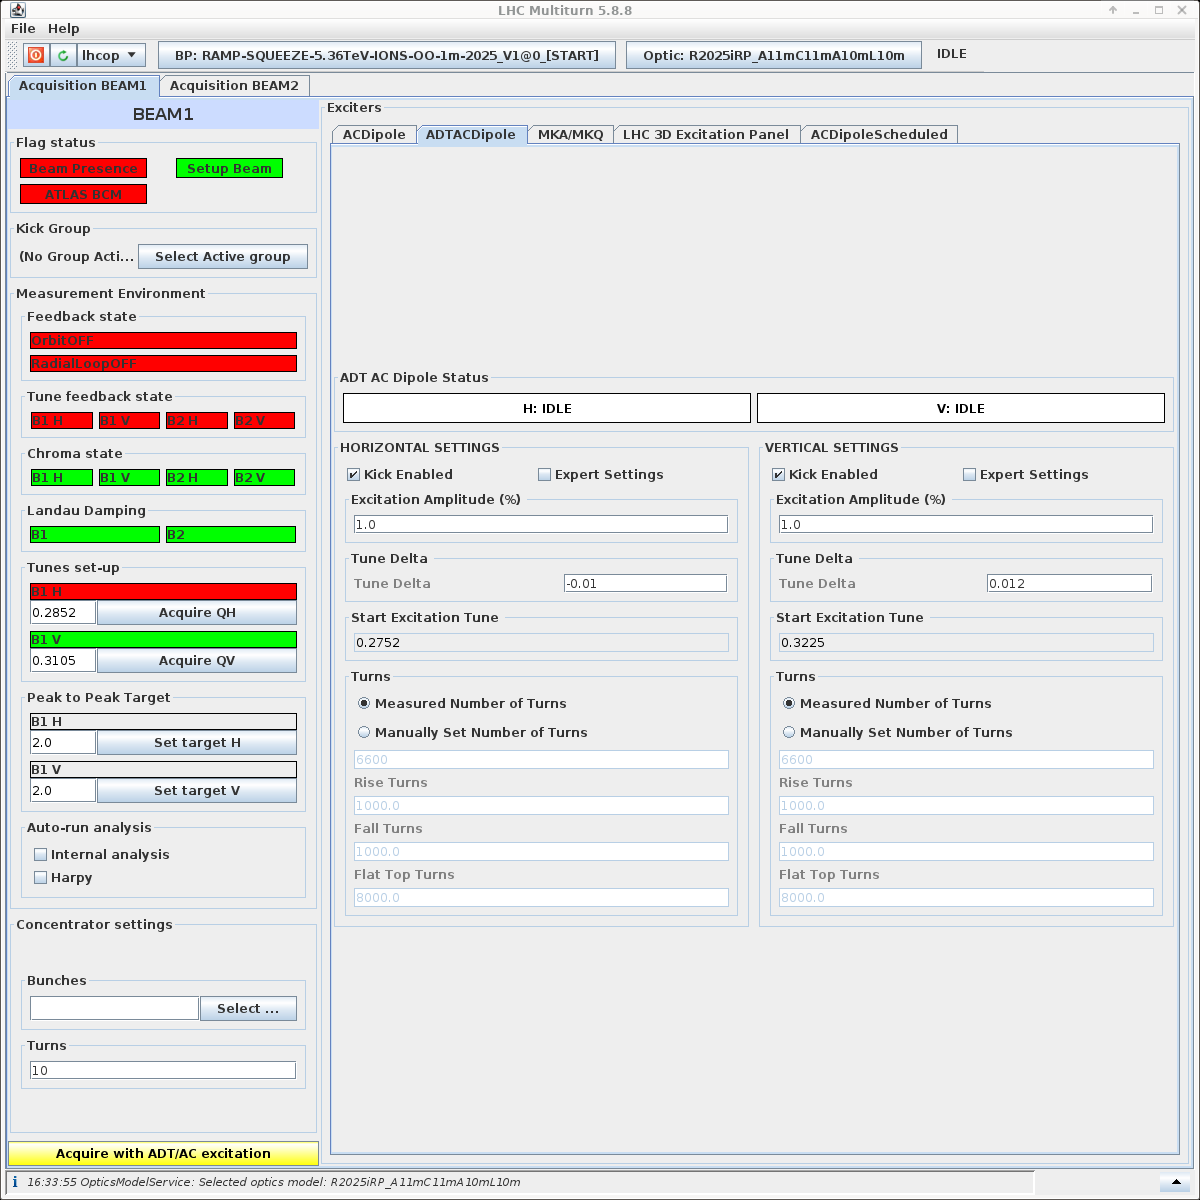 LHC Multiturn 5.8.8
File Help
lhcop
BP: RAMP-SQUEEZE-5.36TeV-IONS-OO-1m-2025_V1@0_[START]
Optic: R2025iRP_A11mC11mA10mL10m
IDLE
Acquisition BEAM1
Acquisition BEAM2
BEAM1
Flag status
Beam Presence
Setup Beam
ATLAS BCM
Kick Group
(No Group Acti...
Select Active group
Measurement Environment
Feedback state
OrbitOFF
RadialLoopOFF
Tune feedback state
B1 H B1 V B2 H B2 V
Chroma state
B1 H B1 V B2 H B2 V
Landau Damping
B1 B2
Tunes set-up
B1 H
0.2852 Acquire QH
B1 V
0.3105 Acquire QV
Peak to Peak Target
B1 H
2.0 Set target H
B1 V
2.0 Set target V
Auto-run analysis
Internal analysis
Harpy
Concentrator settings
Bunches
Select ...
Turns
10
Acquire with ADT/AC excitation
Exciters
ACDipole ADTACDipole MKA/MKQ LHC 3D Excitation Panel ACDipoleScheduled
ADT AC Dipole Status
H: IDLE
V: IDLE
HORIZONTAL SETTINGS
Kick Enabled Expert Settings
Excitation Amplitude (%)
1.0
Tune Delta
Tune Delta -0.01
Start Excitation Tune
0.2752
Turns
Measured Number of Turns
Manually Set Number of Turns
6600
Rise Turns
1000.0
Fall Turns
1000.0
Flat Top Turns
8000.0
VERTICAL SETTINGS
Kick Enabled Expert Settings
Excitation Amplitude (%)
1.0
Tune Delta
Tune Delta 0.012
Start Excitation Tune
0.3225
Turns
Measured Number of Turns
Manually Set Number of Turns
6600
Rise Turns
1000.0
Fall Turns
1000.0
Flat Top Turns
8000.0
16:33:55 OpticsModelService: Selected optics model: R2025iRP_A11mC11mA10mL10m